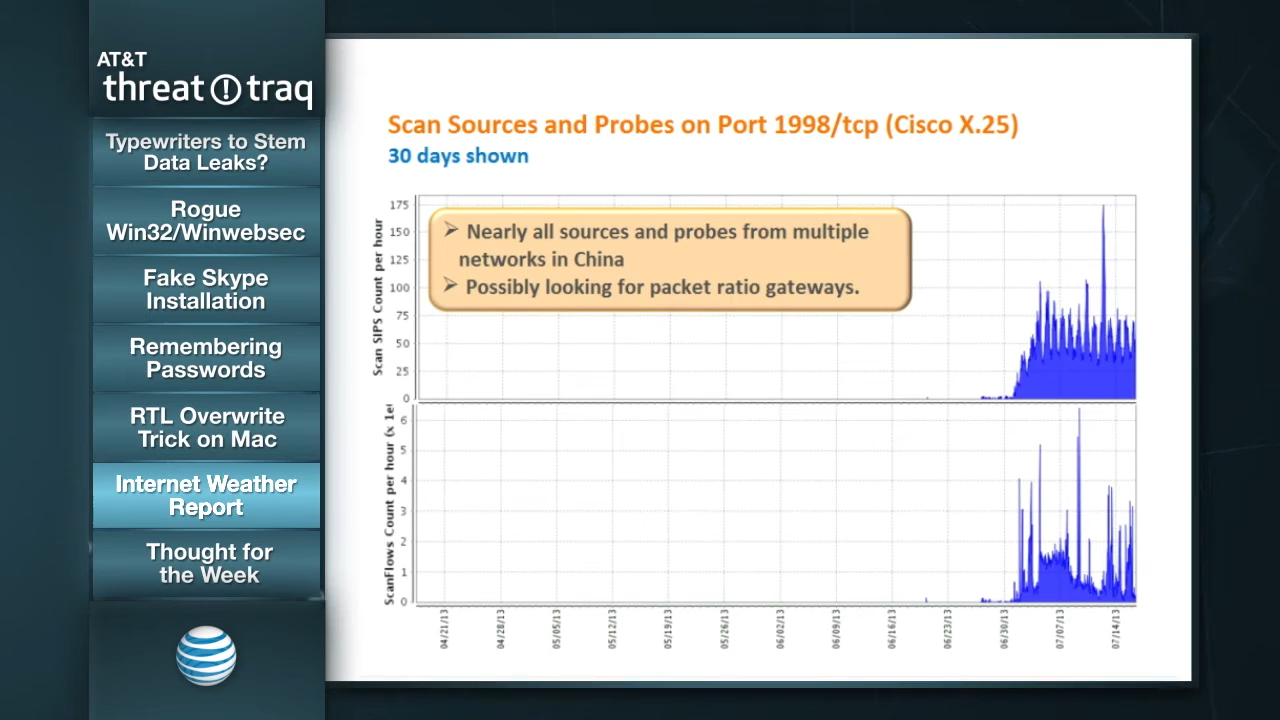 AT&T
threat traq
Typewriters to Stem
Data Leaks?
Rogue
Win32/Winwebsec
Fake Skype
Installation
Remembering
Passwords
RTL Overwrite
Trick on Mac
Internet Weather
Report
Thought for
the Week
Scan Sources and Probes on Port 1998/tcp (Cisco X.25)
30 days shown
➢ Nearly all sources and probes from multiple
networks in China
➢ Possibly looking for packet ratio gateways.
Scan SIPS Count per hour
175
150
125
100
75
50
25
0
ScanFlows Count per hour (x 1e
6
5
4
3
2
1
0
04/21/13
04/28/13
05/05/13
05/12/13
05/19/13
05/26/13
06/02/13
06/09/13
06/16/13
06/23/13
06/30/13
07/07/13
07/14/13